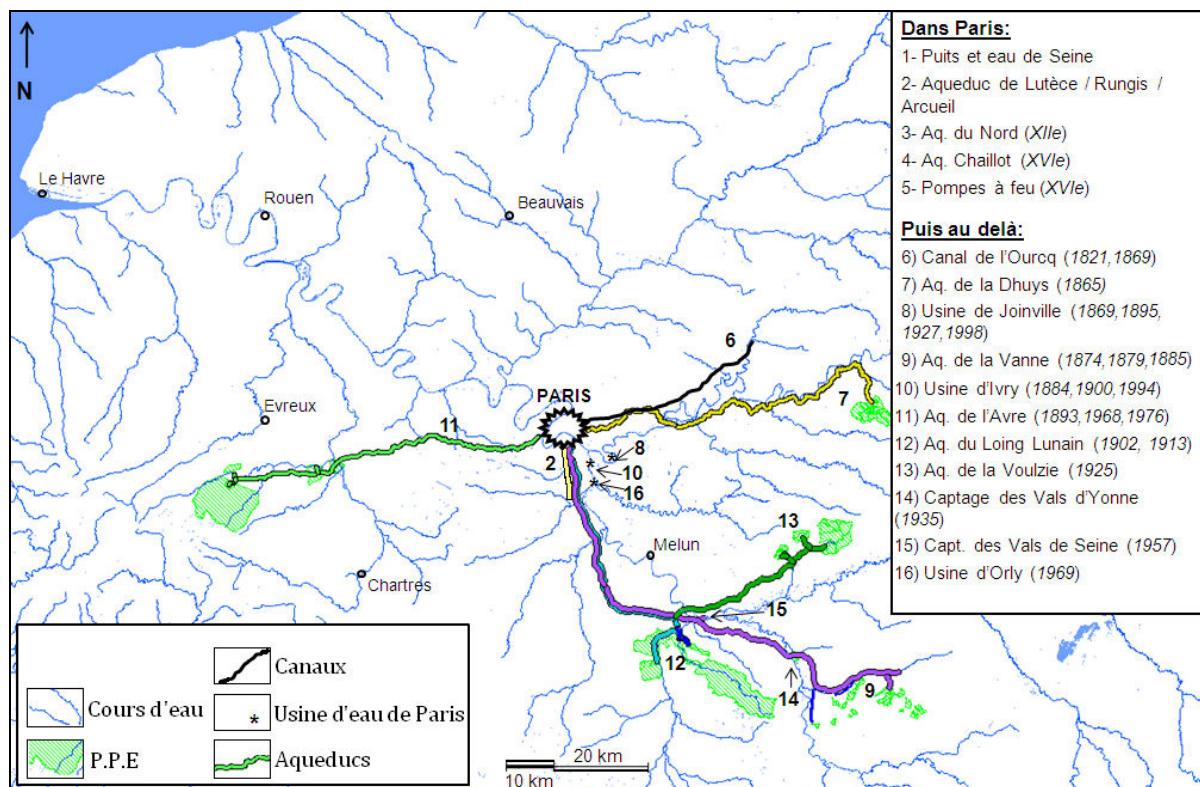 N
Le Havre
Rouen
Beauvais
Evreux
PARIS
Chartres
Melun
6
7
11
2
8
10
16
13
15
12
14
9
Dans Paris:
1- Puits et eau de Seine
2- Aqueduc de Lutèce / Rungis /
Arcueil
3- Aq. du Nord (XIIe)
4- Aq. Chaillot (XVIe)
5- Pompes à feu (XVIe)
Puis au delà:
6) Canal de l'Ourcq (1821,1869)
7) Aq. de la Dhuys (1865)
8) Usine de Joinville (1869,1895,
1927,1998)
9) Aq. de la Vanne (1874,1879,1885)
10) Usine d'Ivry (1884,1900,1994)
11) Aq. de l'Avre (1893,1968,1976)
12) Aq. du Loing Lunain (1902, 1913)
13) Aq. de la Voulzie (1925)
14) Captage des Vals d'Yonne
(1935)
15) Capt. des Vals de Seine (1957)
16) Usine d'Orly (1969)
Cours d'eau
P.P.E
Canaux
* Usine d'eau de Paris
Aqueducs
20 km
10 km